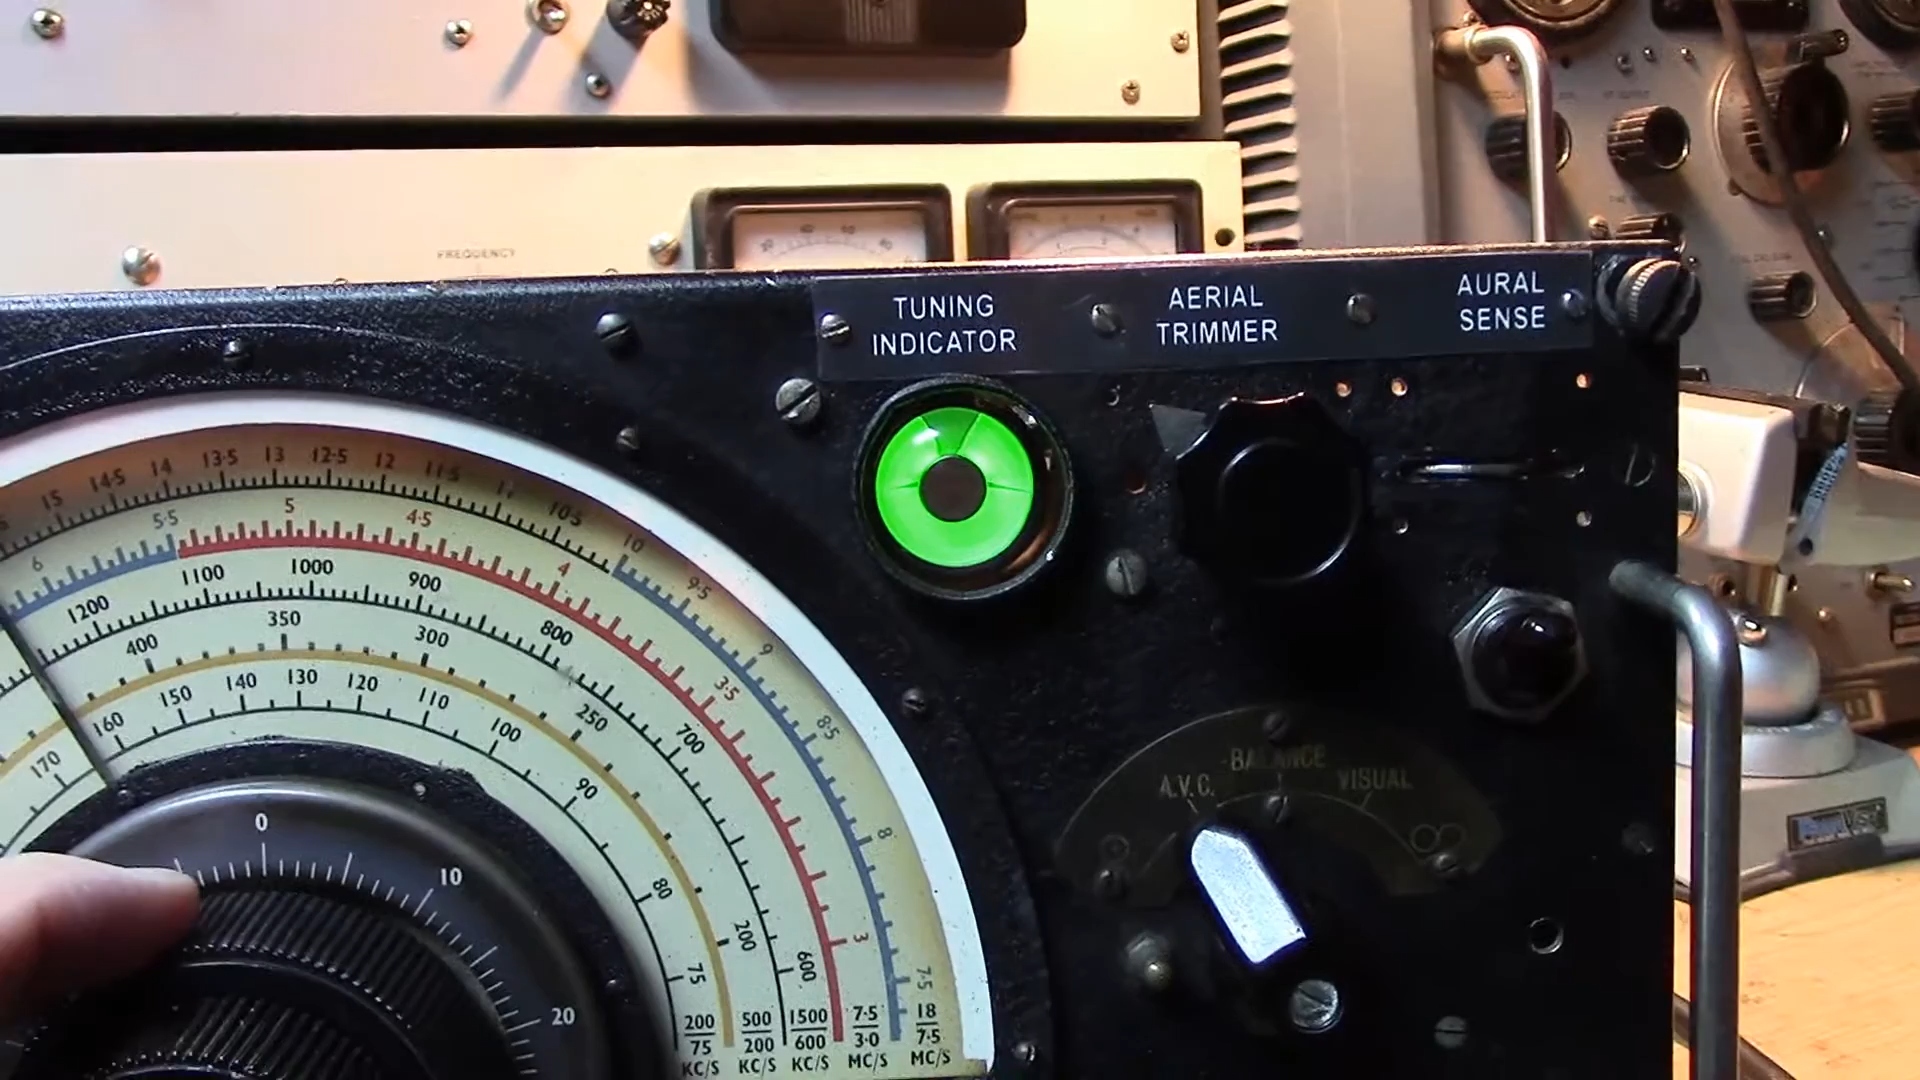 FREQUENCY
TUNING
INDICATOR
AERIAL
TRIMMER
AURAL
SENSE
15 14·5 14 13·5 13 12·5 12 11·5 11 10·5 10 9·5 9 8·5 8 7·5
6 5·5 5 4·5 4 3·5 3
1200 1100 1000 900 800 700 600
400 350 300 250 200
170 160 150 140 130 120 110 100 90 80 75
200
75
KC/S
500
200
KC/S
1500
600
KC/S
7·5
3·0
MC/S
18
7·5
MC/S
0 10 20
A.V.C.
BALANCE
VISUAL